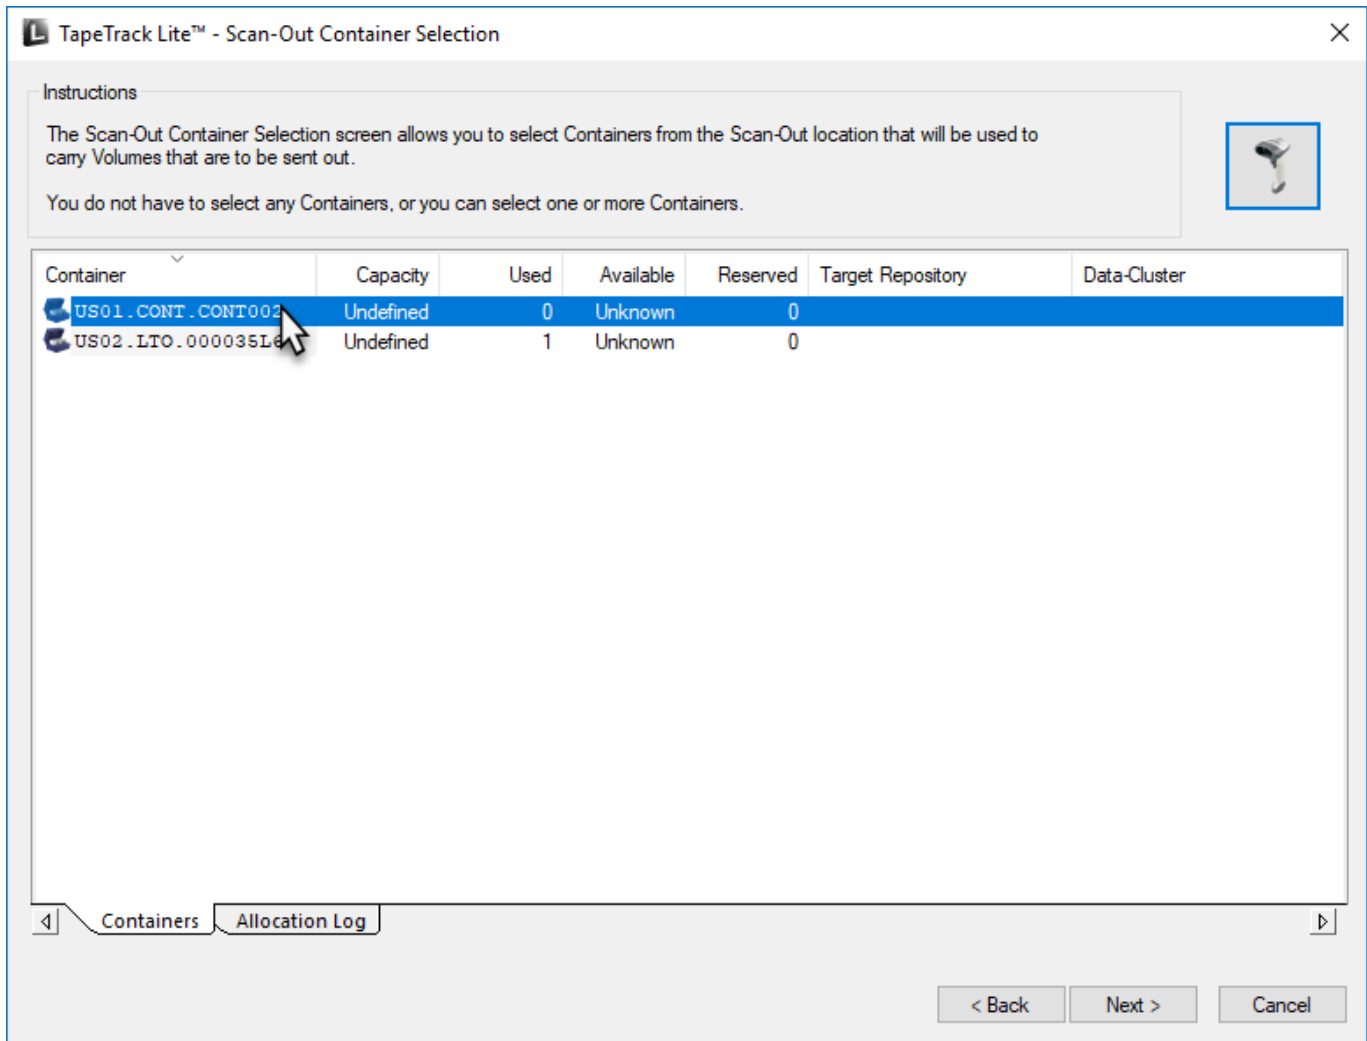 TapeTrack Lite™ - Scan-Out Container Selection
Instructions
The Scan-Out Container Selection screen allows you to select Containers from the Scan-Out location that will be used to
carry Volumes that are to be sent out.
You do not have to select any Containers, or you can select one or more Containers.
Container Capacity Used Available Reserved Target Repository Data-Cluster
US01.CONT.CONT002 Undefined 0 Unknown 0
Undefined 1 Unknown 0
Containers Allocation Log
< Back Next > Cancel